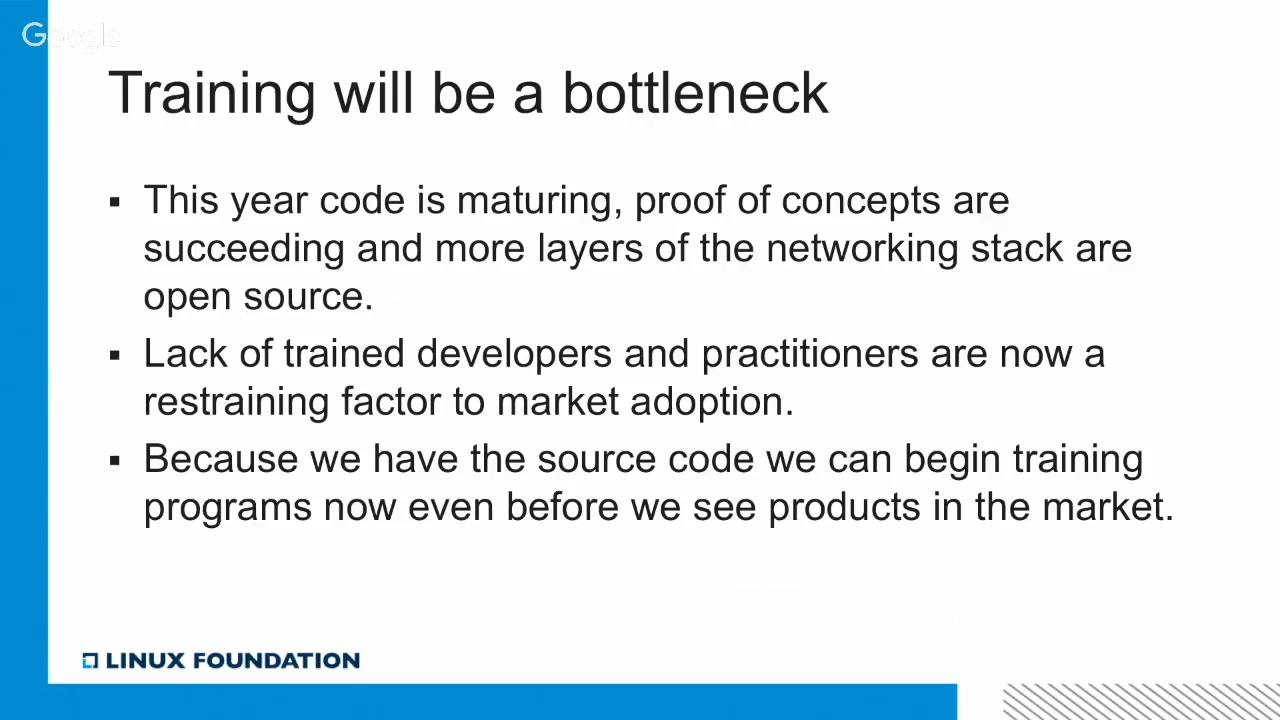 Google
Training will be a bottleneck
▪ This year code is maturing, proof of concepts are
succeeding and more layers of the networking stack are
open source.
▪ Lack of trained developers and practitioners are now a
restraining factor to market adoption.
▪ Because we have the source code we can begin training
programs now even before we see products in the market.
LINUX FOUNDATION